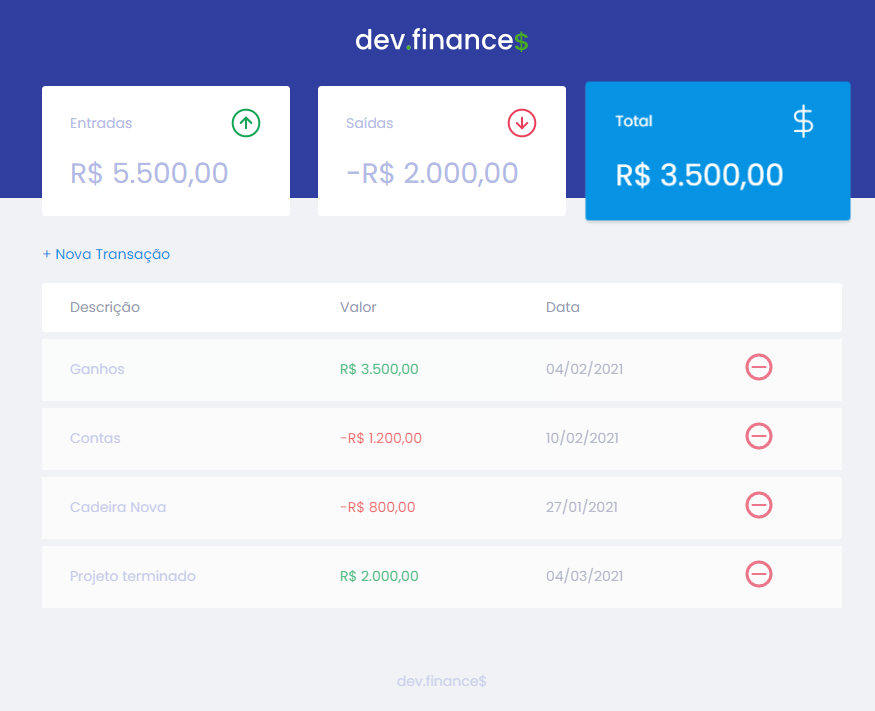 dev.finance$
Entradas
R$ 5.500,00
Saídas
-R$ 2.000,00
Total
$
R$ 3.500,00
+ Nova Transação
Descrição Valor Data
Ganhos R$ 3.500,00 04/02/2021
Contas -R$ 1.200,00 10/02/2021
Cadeira Nova -R$ 800,00 27/01/2021
Projeto terminado R$ 2.000,00 04/03/2021
dev.finance$